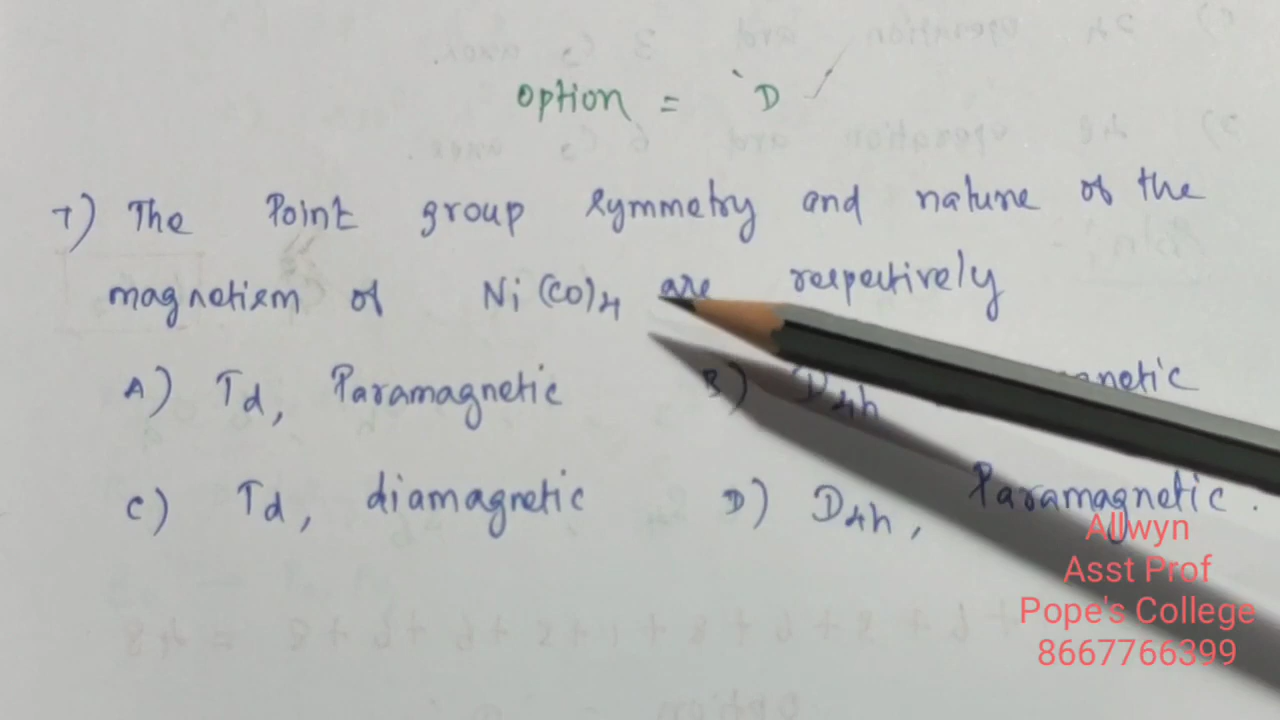 option = D
7) The Point group symmetry and nature of the
magnetism of Ni(CO)4 are respectively
A) Td, Paramagnetic B) D4h
C) Td, diamagnetic D) D4h, Paramagnetic.
Allwyn
Asst Prof
Pope's College
8667766399